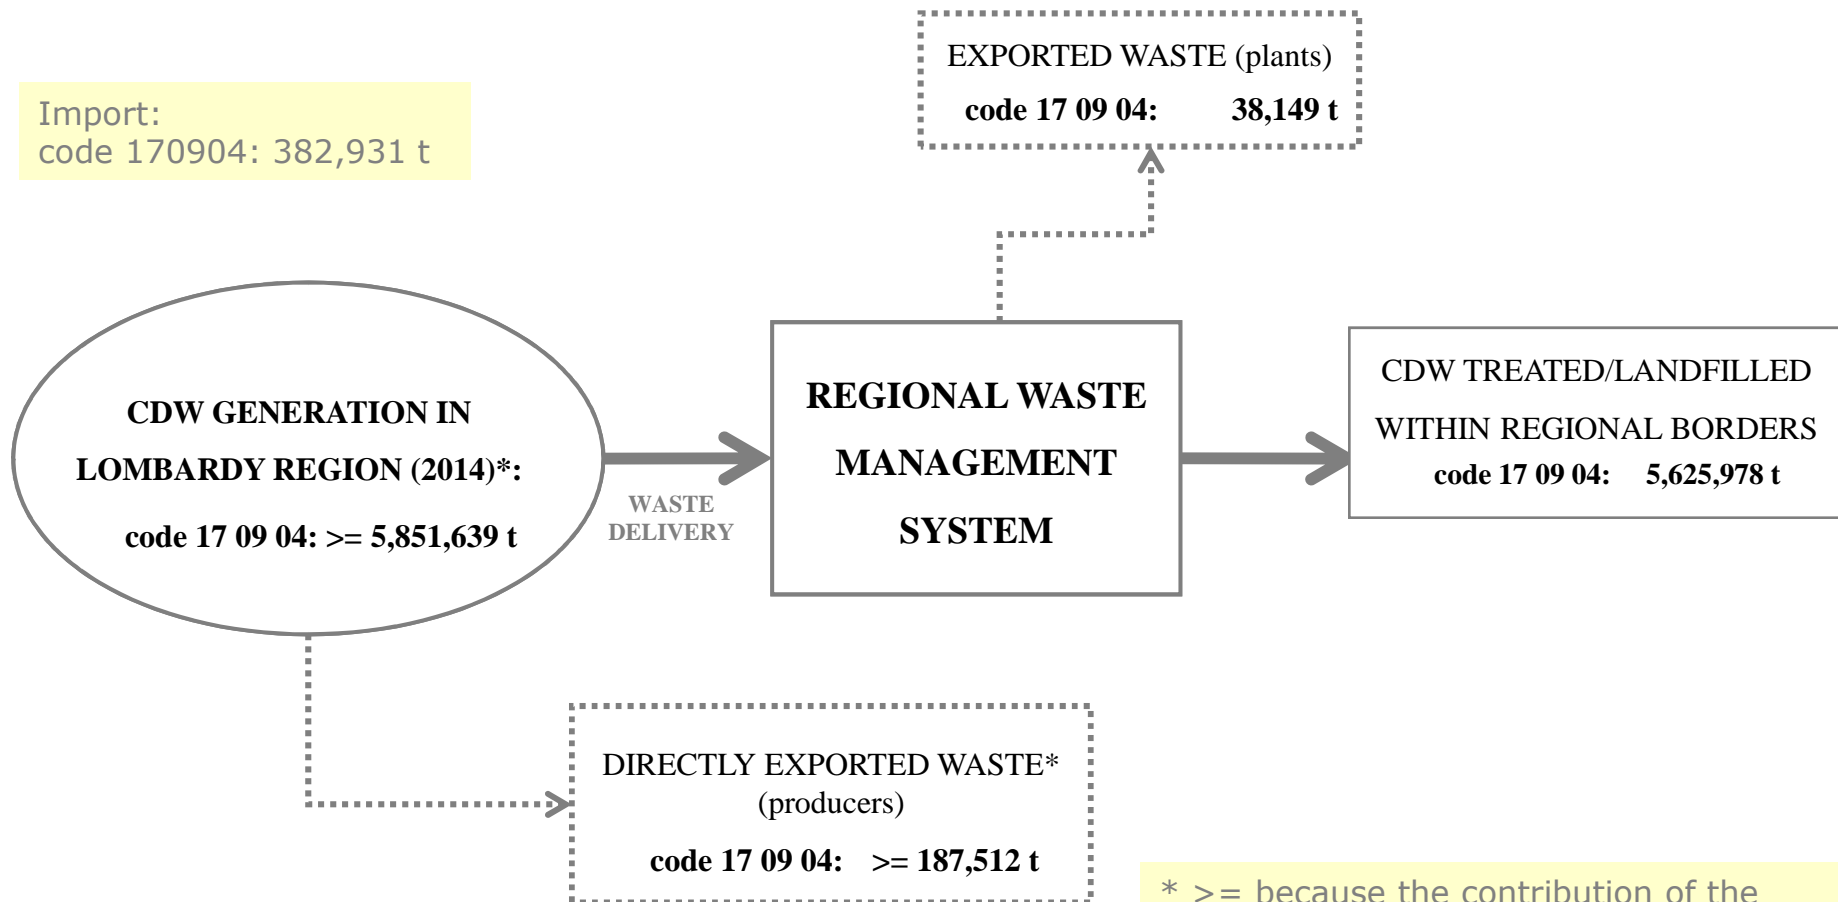 EXPORTED WASTE (plants)
code 17 09 04: 38,149 t
Import:
code 170904: 382,931 t
CDW GENERATION IN
LOMBARDY REGION (2014)*:
code 17 09 04: >= 5,851,639 t
WASTE
DELIVERY
REGIONAL WASTE
MANAGEMENT
SYSTEM
CDW TREATED/LANDFILLED
WITHIN REGIONAL BORDERS
code 17 09 04: 5,625,978 t
DIRECTLY EXPORTED WASTE*
(producers)
code 17 09 04: >= 187,512 t
* >= because the contribution of the